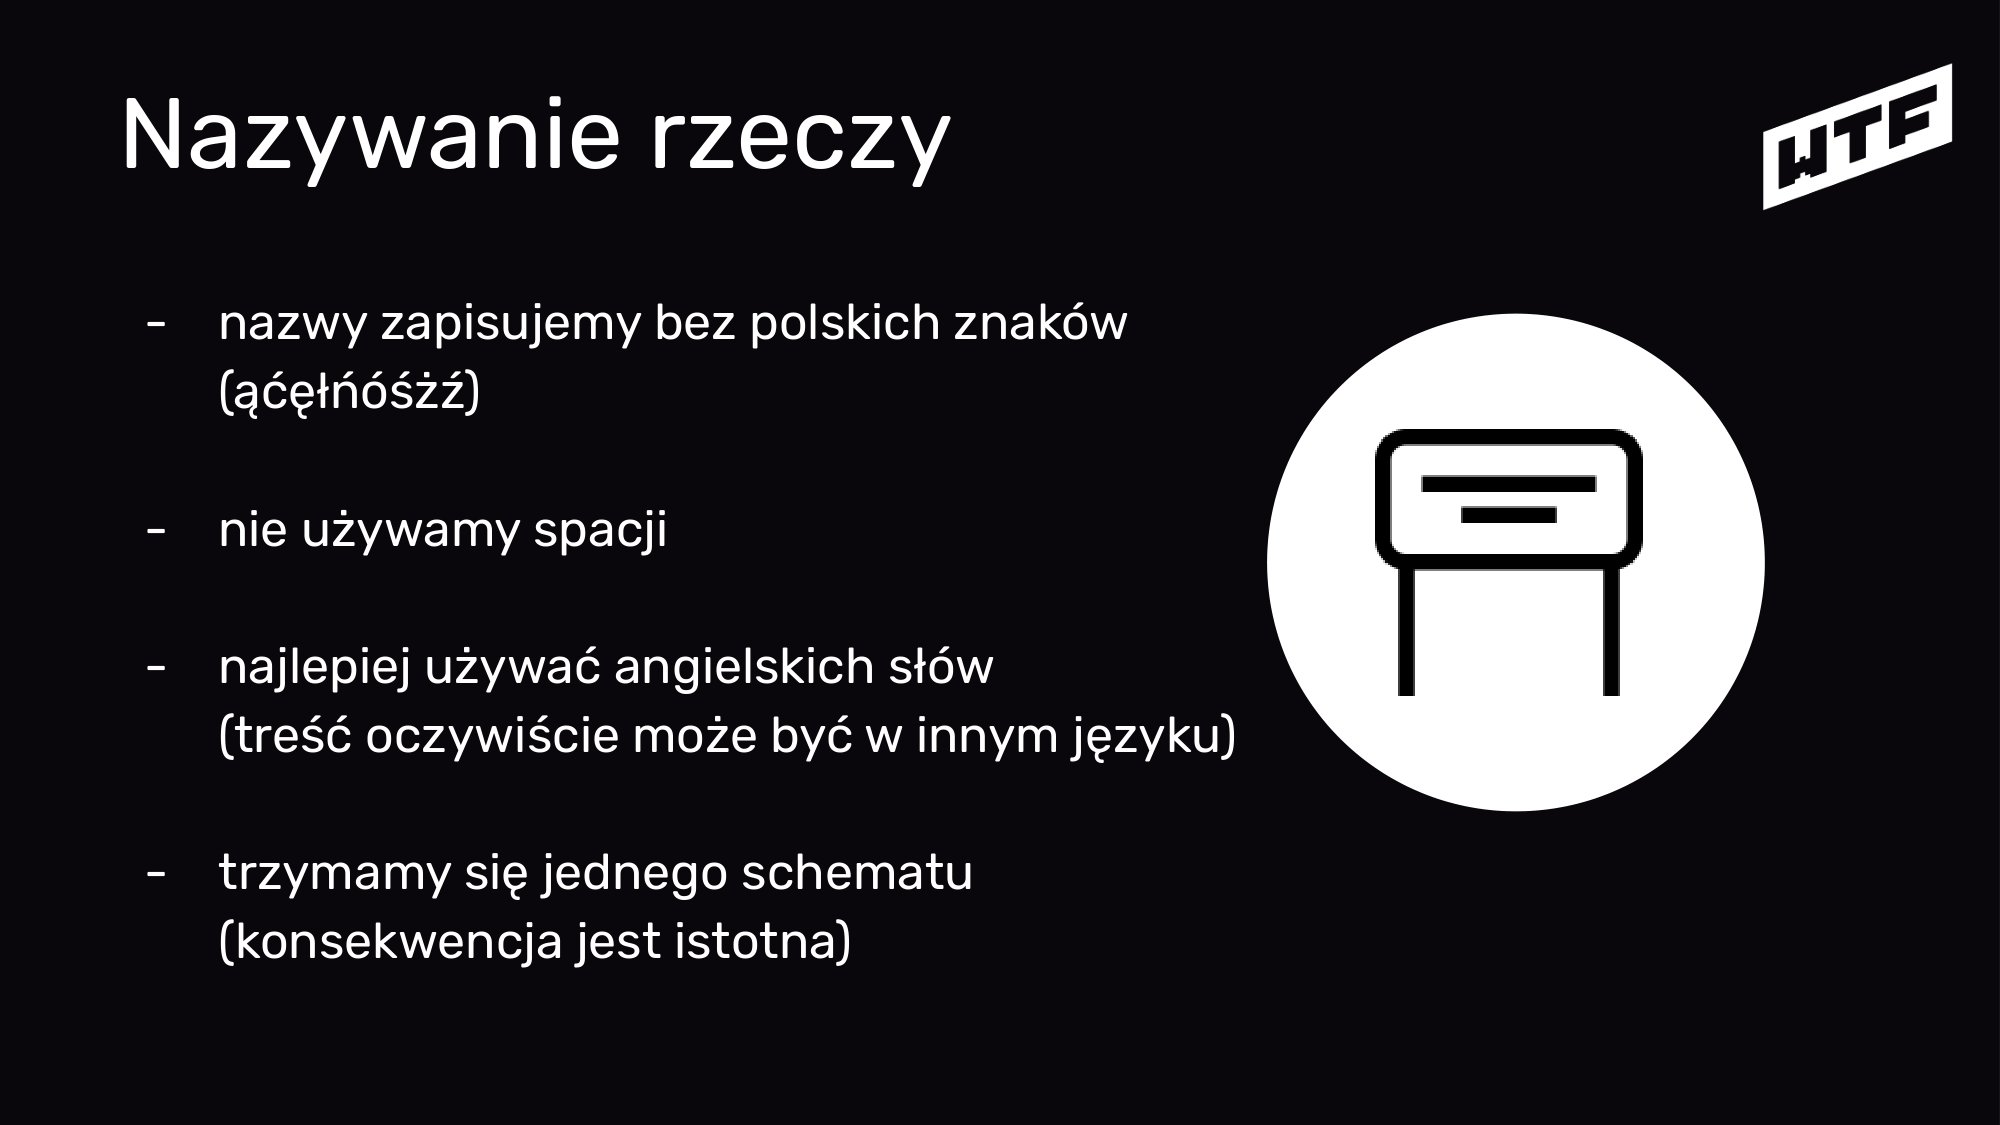 Nazywanie rzeczy
WTF
- nazwy zapisujemy bez polskich znaków
(ąćęłńóśżź)
- nie używamy spacji
- najlepiej używać angielskich słów
(treść oczywiście może być w innym języku)
- trzymamy się jednego schematu
(konsekwencja jest istotna)